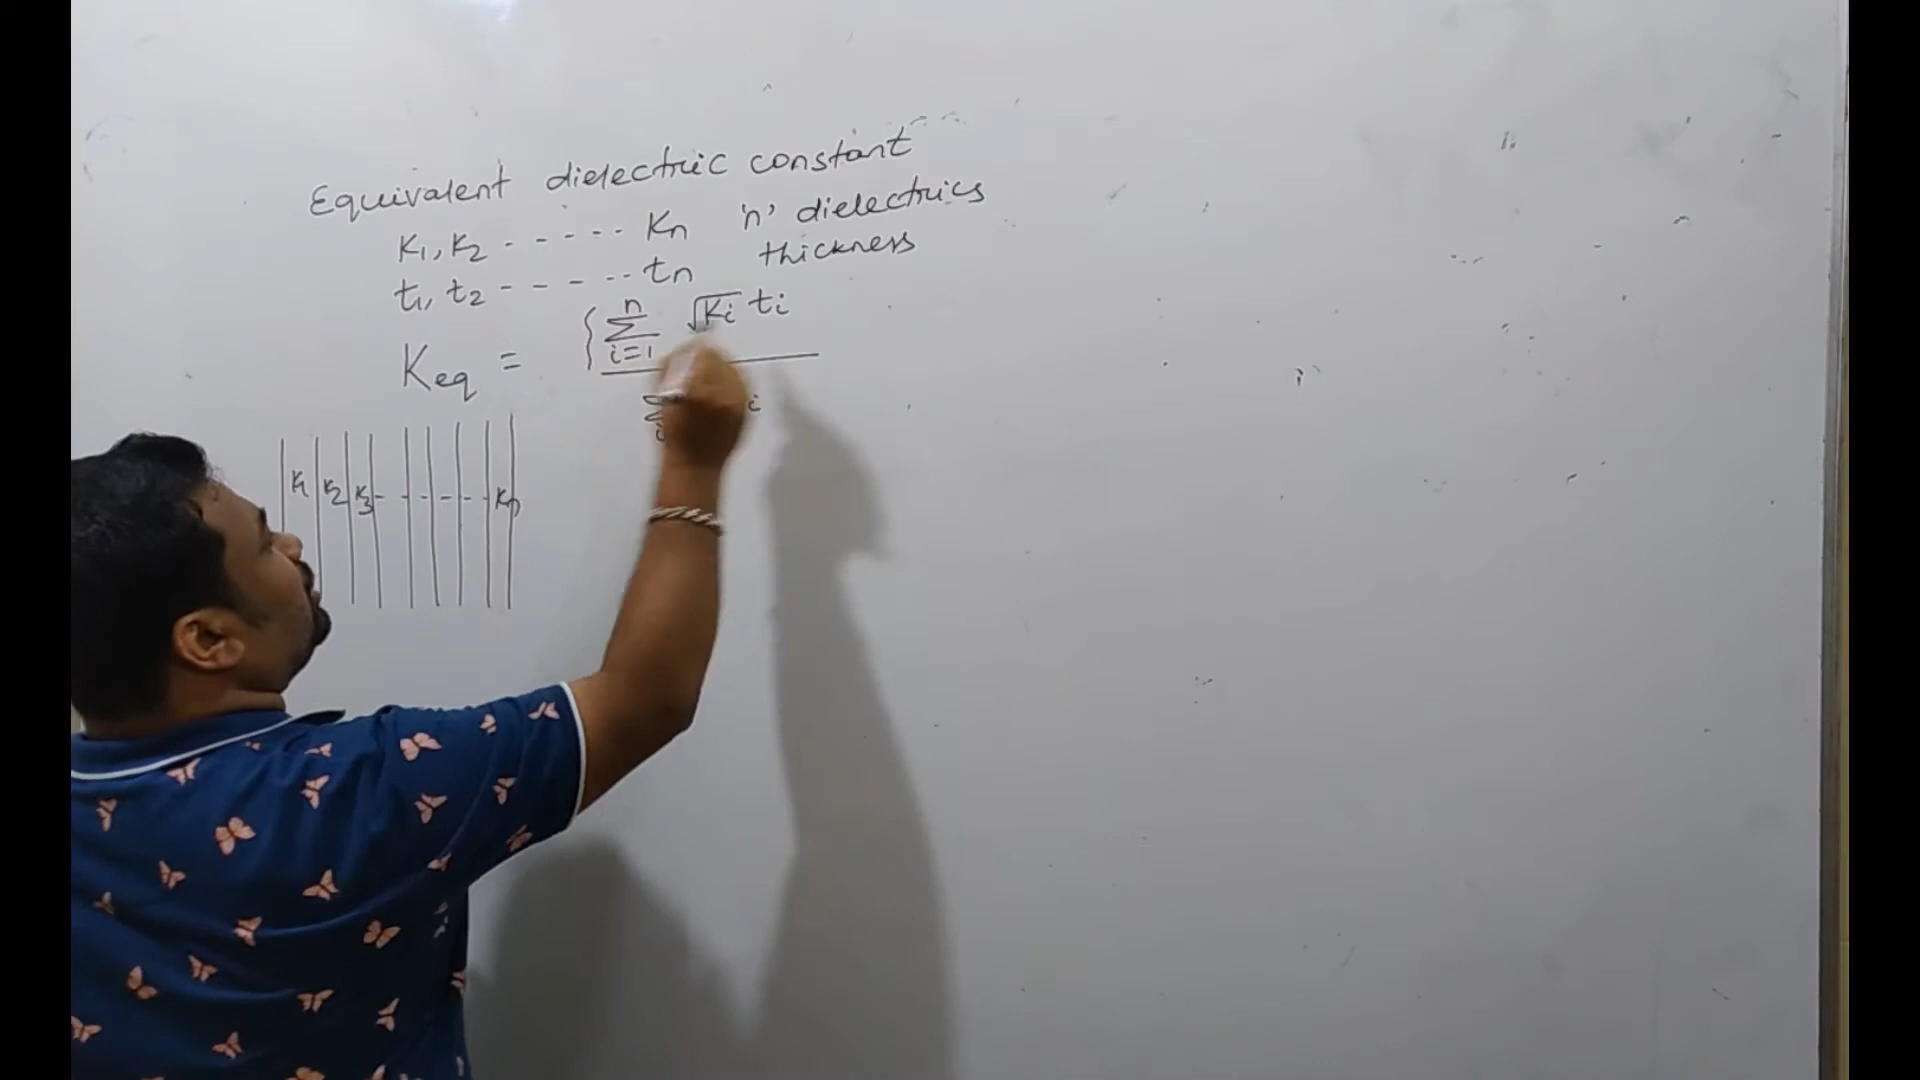 Equivalent dielectric constant
K1, K2 ----- Kn 'n' dielectrics
t1, t2 ------ tn thickness
Keq = { Σ n i=1 √Ki ti
Σ i
K1 K2 K3 - - - - - - Kn